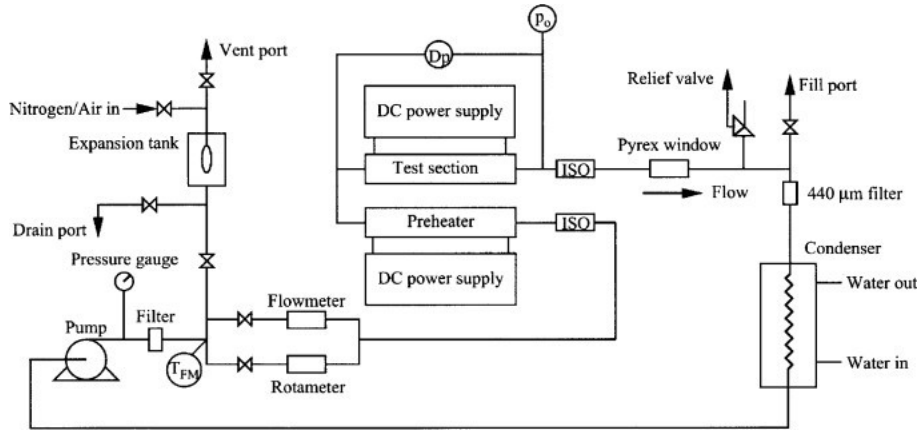 Vent port
Nitrogen/Air in
Expansion tank
Drain port
Pressure gauge
Pump
Filter
T_FM
Flowmeter
Rotameter
p_o
Dp
DC power supply
Test section
ISO
Pyrex window
Relief valve
Fill port
Flow
440 μm filter
Preheater
ISO
DC power supply
Condenser
Water out
Water in